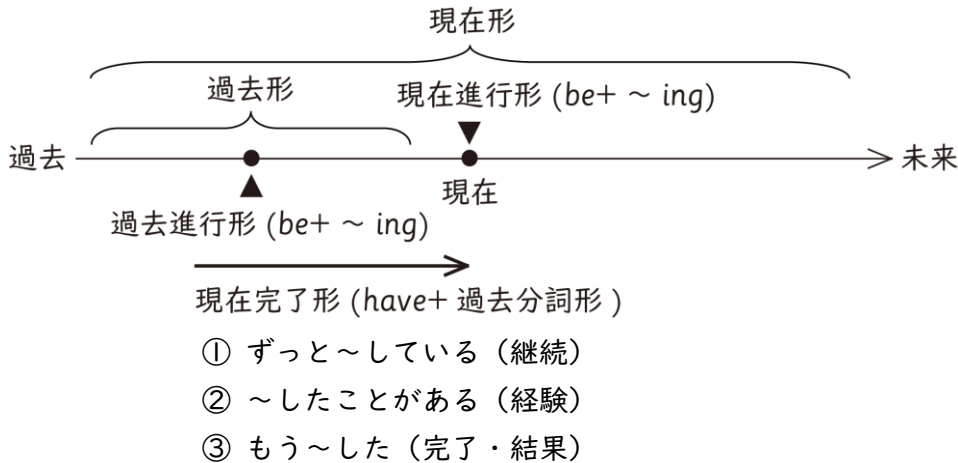 現在形
過去形
現在進行形 (be+ ～ ing)
過去
未来
現在
過去進行形 (be+ ～ ing)
現在完了形 (have+ 過去分詞形 )
① ずっと～している（継続）
② ～したことがある（経験）
③ もう～した（完了・結果）